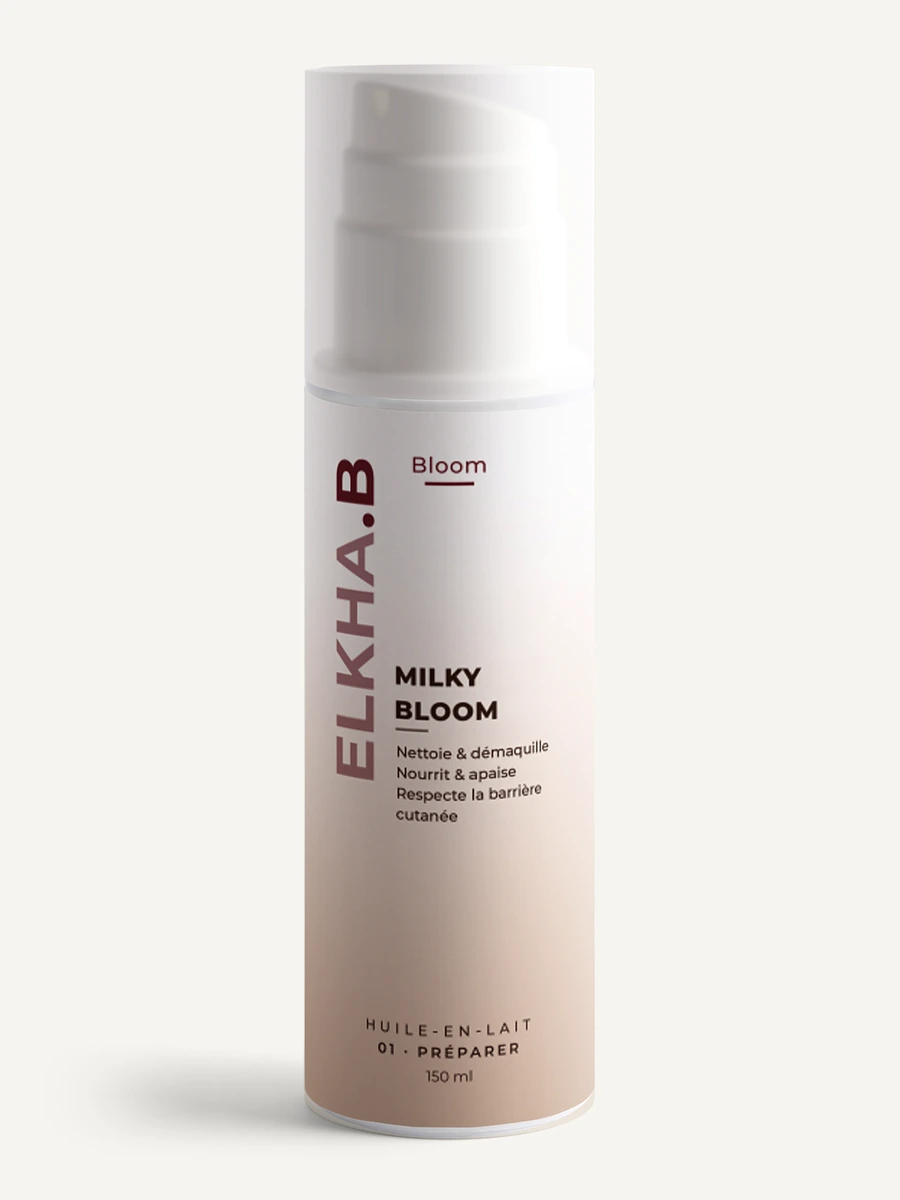 Bloom
ELKHA.B
MILKY
BLOOM
Nettoie & démaquille
Nourrit & apaise
Respecte la barrière
cutanée
HUILE-EN-LAIT
01 · PRÉPARER
150 ml